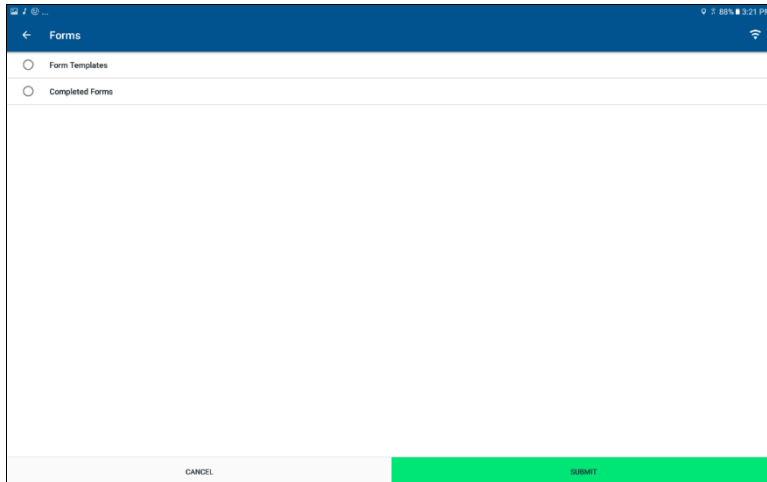 ... 88% 3:21 PM
Forms
Form Templates
Completed Forms
CANCEL SUBMIT